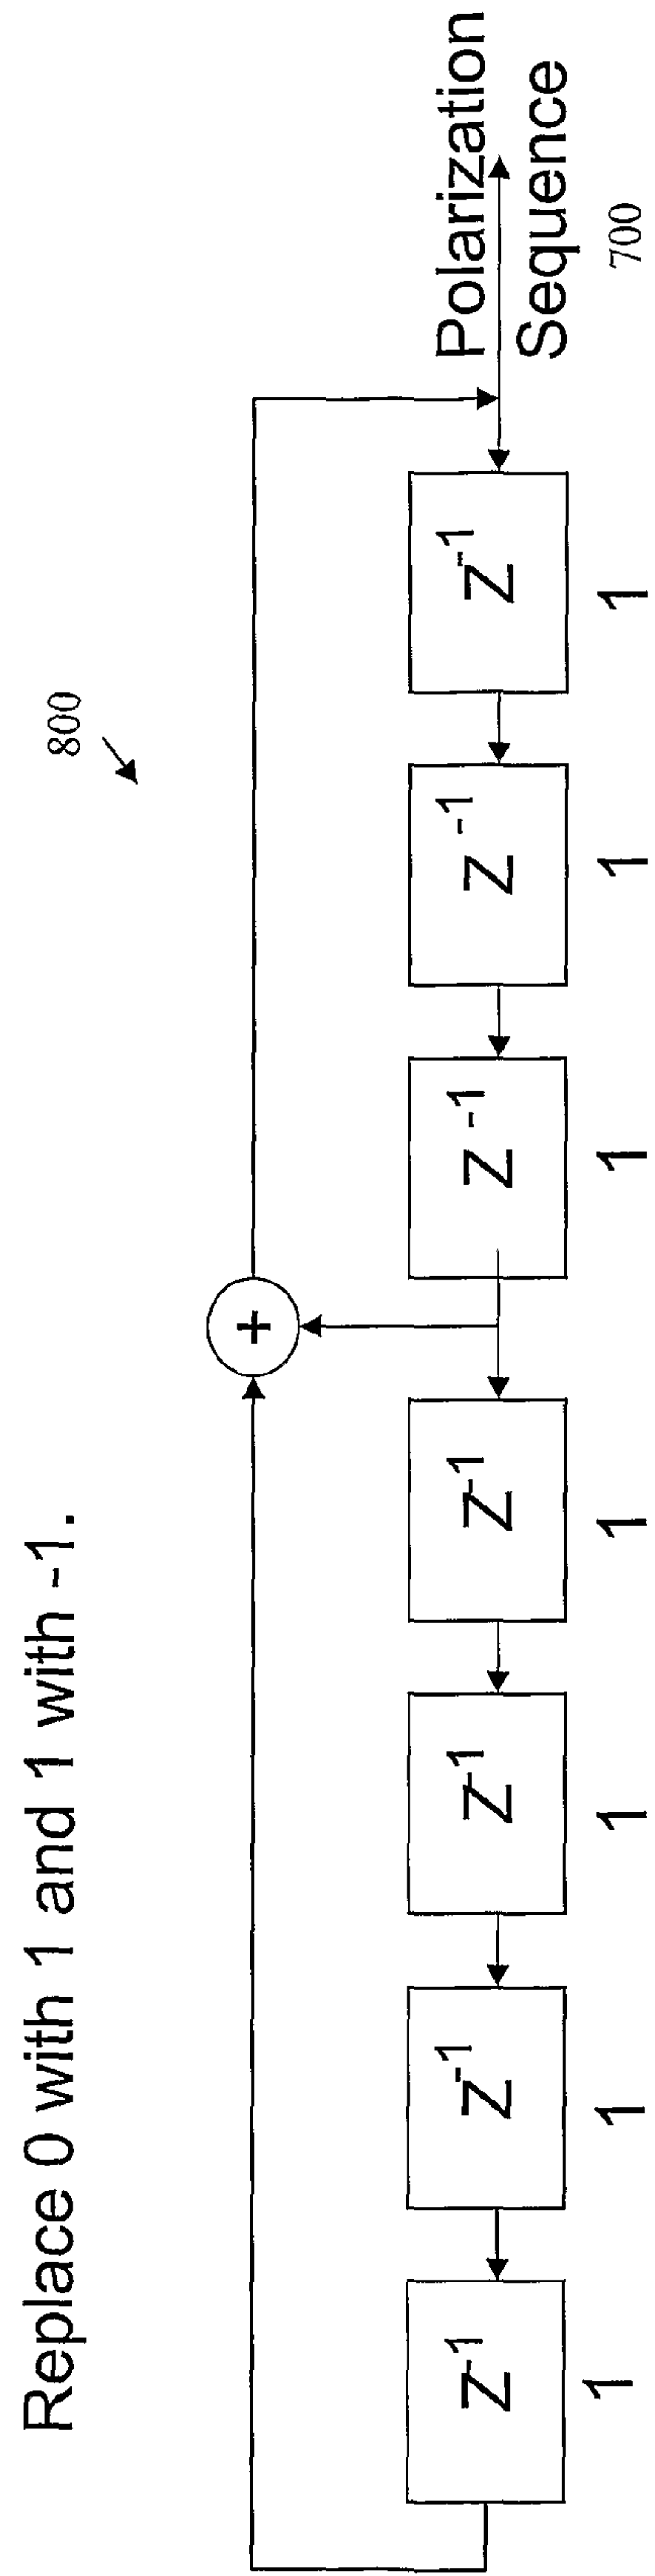 Replace 0 with 1 and 1 with -1.
800
+
Z-1 Z-1 Z-1 Z-1 Z-1 Z-1 Z-1
Polarization
Sequence
1 1 1 1 1 1 1
700